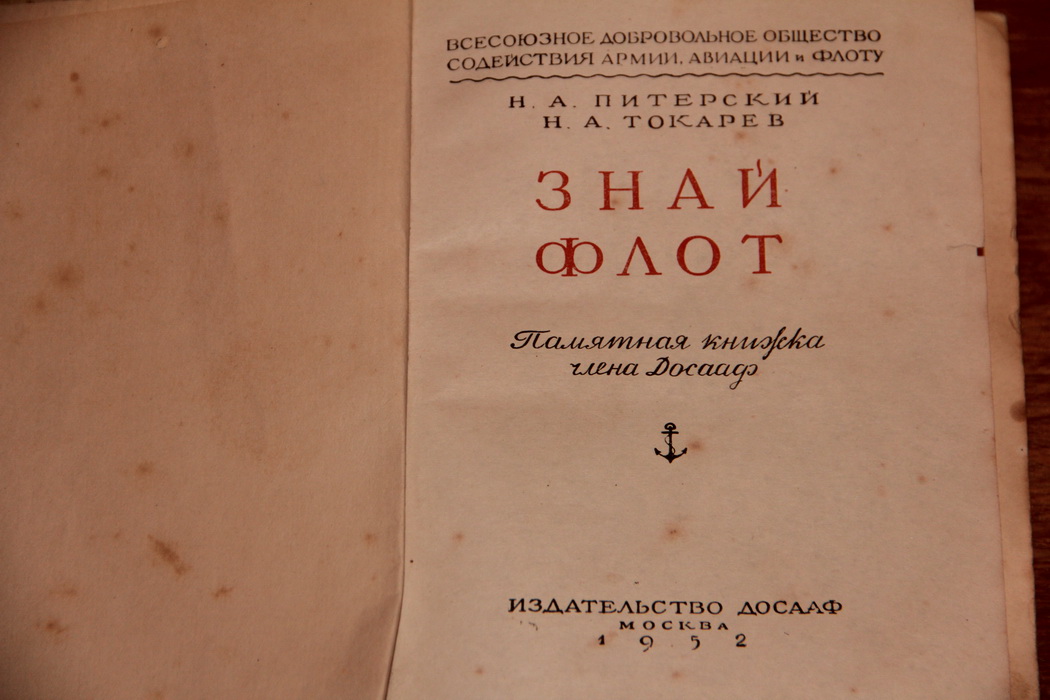 ВСЕСОЮЗНОЕ ДОБРОВОЛЬНОЕ ОБЩЕСТВО
СОДЕЙСТВИЯ АРМИИ, АВИАЦИИ и ФЛОТУ
Н. А. ПИТЕРСКИЙ
Н. А. ТОКАРЕВ
ЗНАЙ
ФЛОТ
Памятная книжка
члена Досааф
ИЗДАТЕЛЬСТВО ДОСААФ
МОСКВА
1952